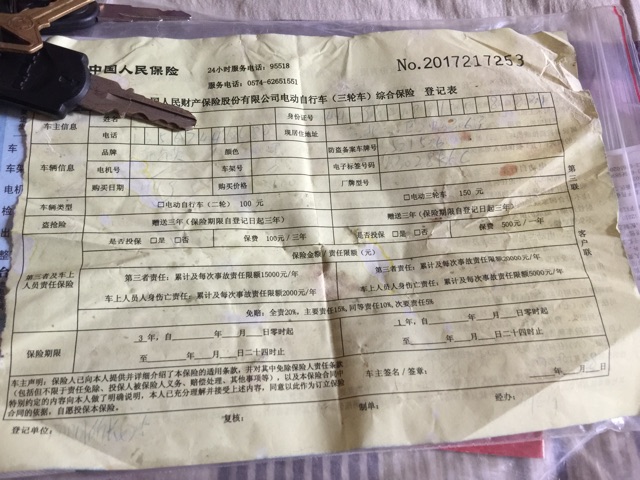 中国人民保险
24小时服务电话：95518
服务电话：0574-62651551
No.2017217253
国人民财产保险股份有限公司电动自行车（三轮车）综合保险 登记表
车主信息 姓名 身份证号
电话 现居住地址
车辆信息 品牌 颜色 防盗备案车牌号
电机号 车架号 电子标签号码
购买日期 购买价格 厂牌型号
车辆类型 □电动自行车（二轮）100 元 □电动三轮车 150 元
盗抢险 赠送三年（保险期限自登记日起三年） 赠送三年（保险期限自登记日起三年）
是否投保 □是 □否 保费 100元/三年 是否投保 □是 □否 保费 500元/一年
第三者及车上人员责任保险 保险金额/责任限额（元）
第三者责任：累计及每次事故责任限额15000元/年 第三者责任：累计及每次事故责任限额20000元/年
车上人员人身伤亡责任：累计及每次事故责任限额2000元/年 车上人员人身伤亡责任：累计及每次事故责任限额5000元/年
免赔：全责20%，主要责任15%，同等责任10%，次要责任5%
保险期限 3 年，自 年 月 日零时起 1 年，自 年 月 日零时起
至 年 月 日二十四时止 至 年 月 日二十四时止
车主声明：保险人已向本人提供并详细介绍了本保险的通用条款，并对其中免除保险人责任条款
（包括但不限于责任免除、投保人被保险人义务、赔偿处理、其他事项等），以及本保险合同中
特别约定的内容向本人做了明确说明，本人已充分理解并接受上述内容，同意以此作为订立保险
合同的依据，自愿投保本保险。
车主签名/签章： 年 月 日
登记单位： 复核： 制单： 经办：
第三联
客户联
车
车架
电机
检
出
整
台